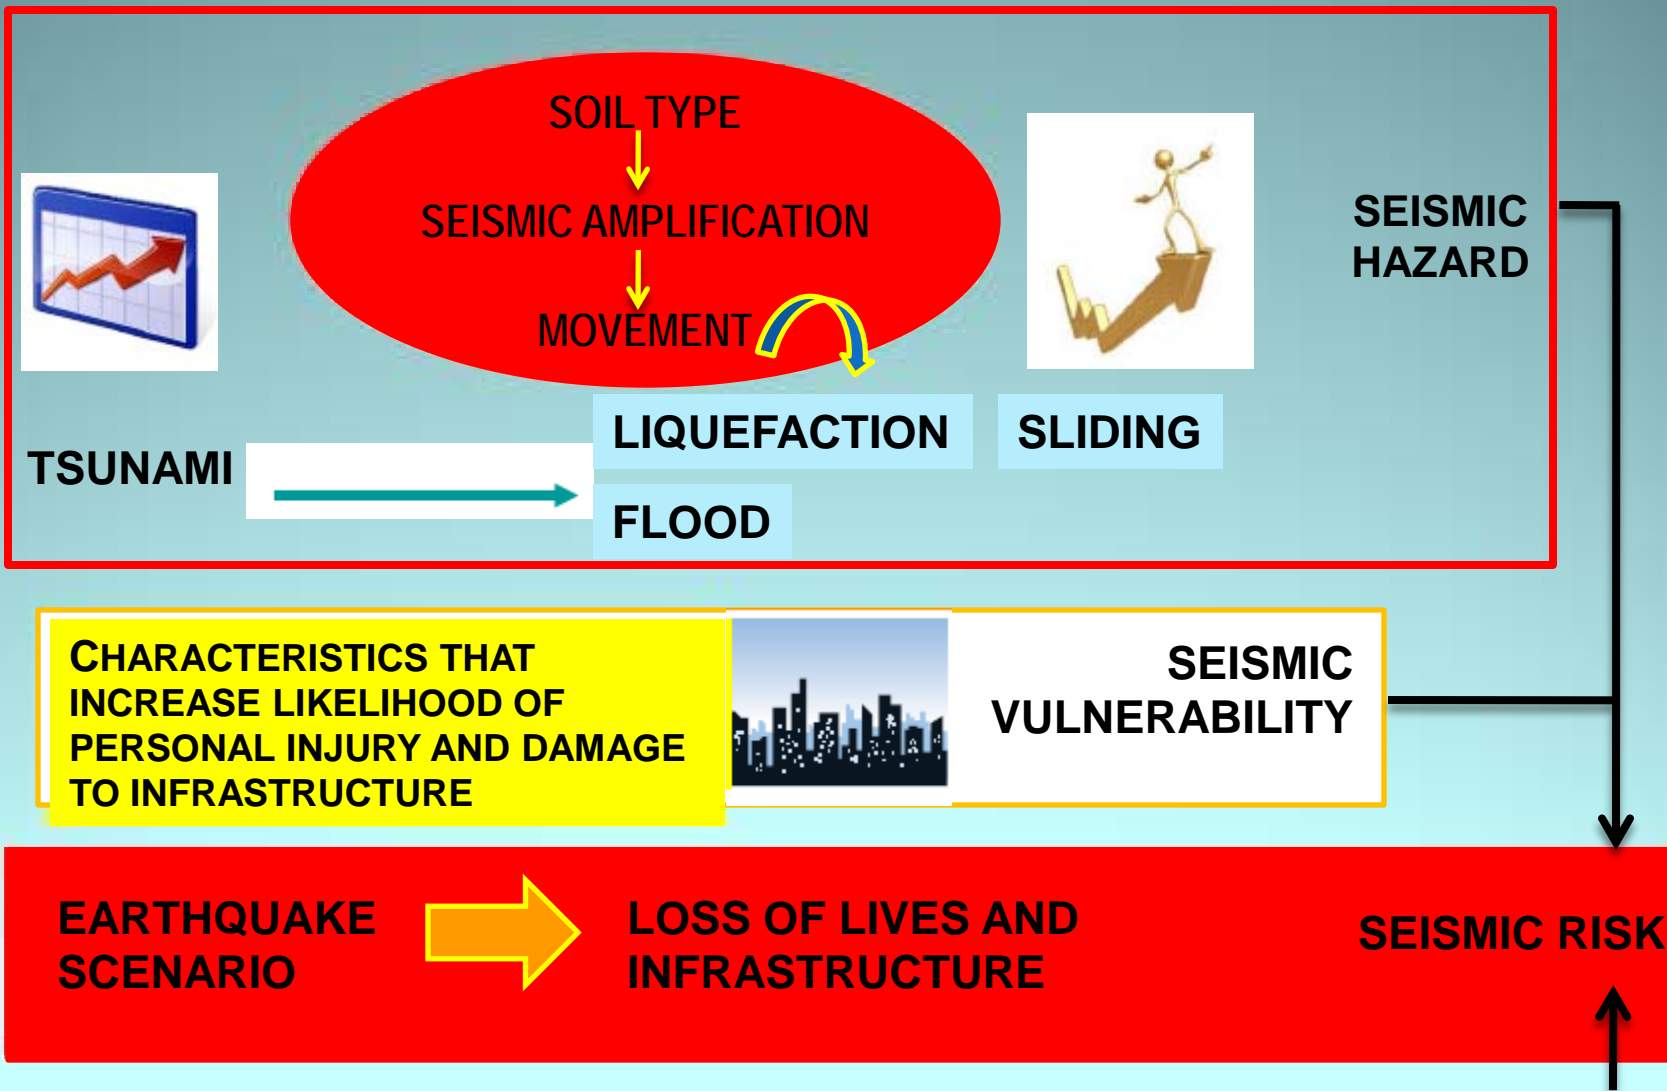 SOIL TYPE
SEISMIC AMPLIFICATION
MOVEMENT
SEISMIC
HAZARD
LIQUEFACTION
SLIDING
TSUNAMI
FLOOD
CHARACTERISTICS THAT
INCREASE LIKELIHOOD OF
PERSONAL INJURY AND DAMAGE
TO INFRASTRUCTURE
SEISMIC
VULNERABILITY
EARTHQUAKE
SCENARIO
LOSS OF LIVES AND
INFRASTRUCTURE
SEISMIC RISK